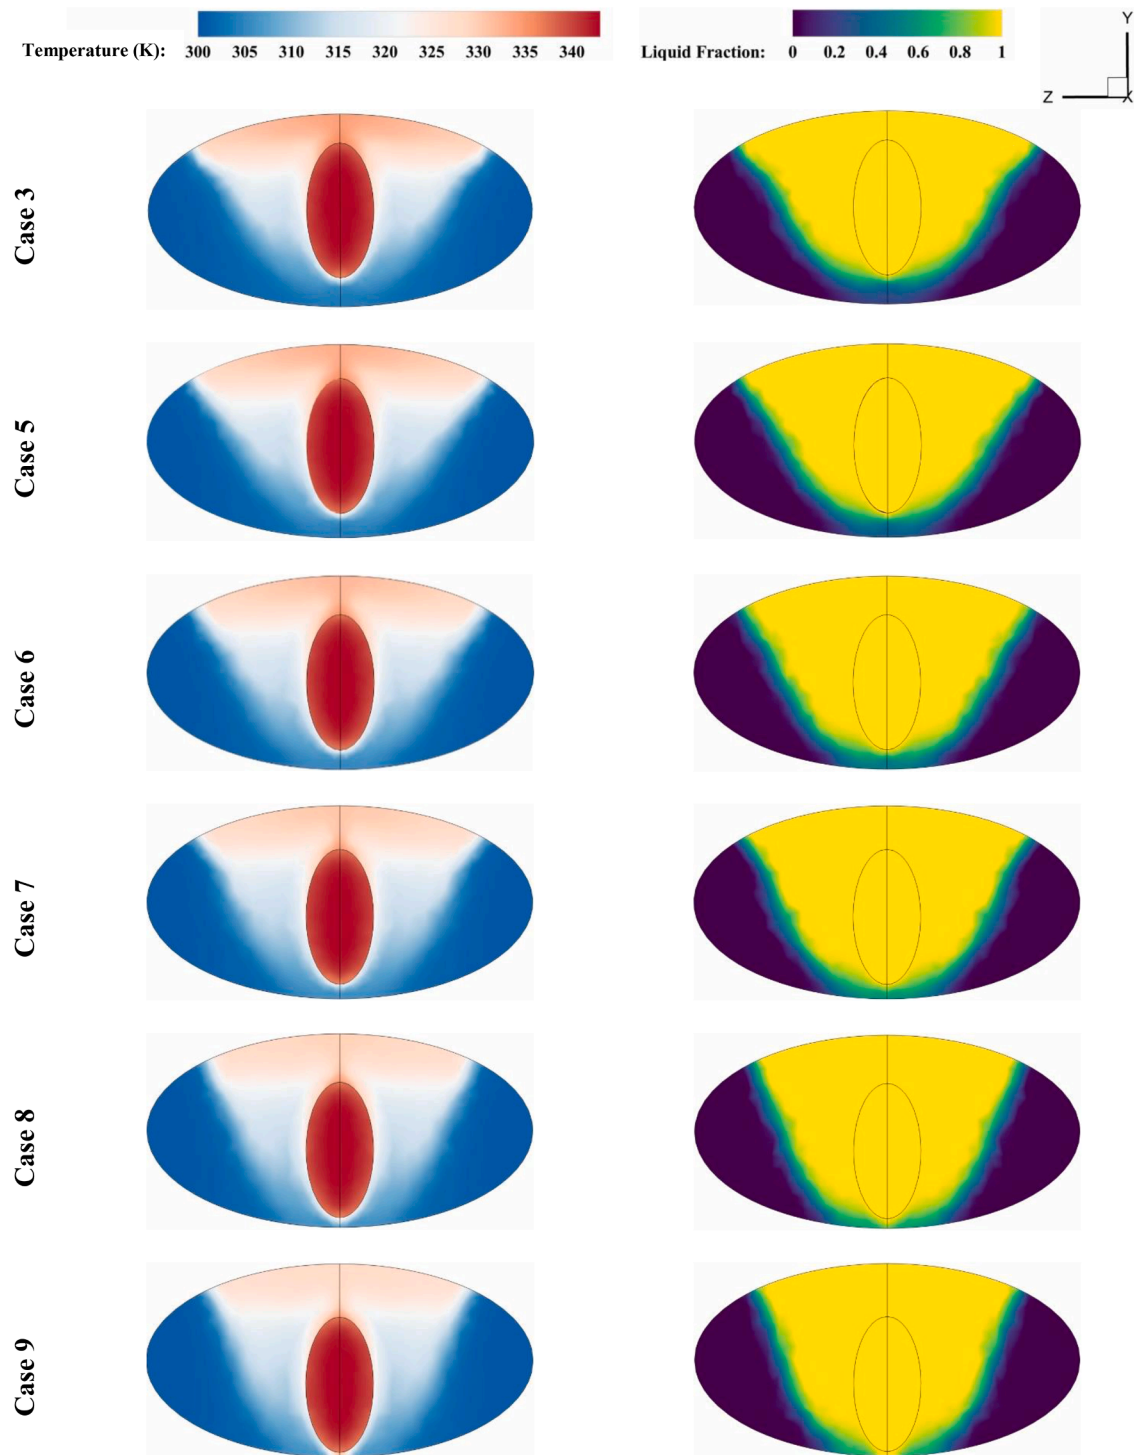 Temperature (K): 300 305 310 315 320 325 330 335 340
Liquid Fraction: 0 0.2 0.4 0.6 0.8 1
Y
Z X
Case 3
Case 5
Case 6
Case 7
Case 8
Case 9